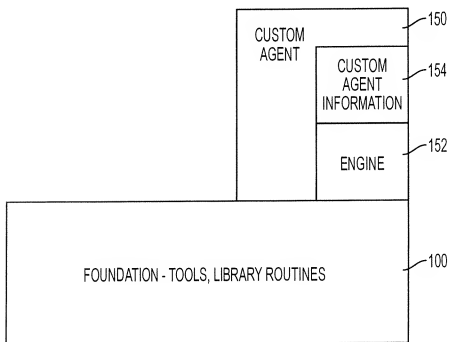 150
CUSTOM
AGENT
CUSTOM
AGENT
INFORMATION
154
ENGINE
152
FOUNDATION - TOOLS, LIBRARY ROUTINES
100